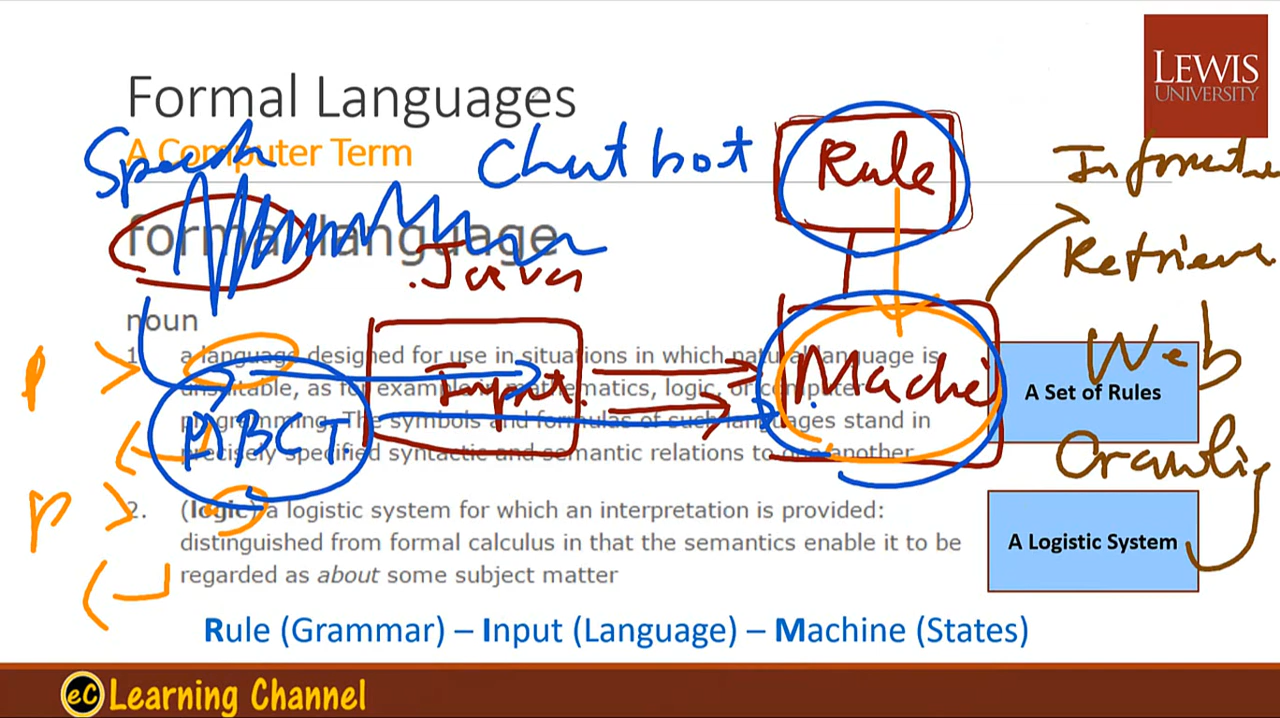 LEWIS
UNIVERSITY
Formal Languages
A Computer Term
Chatbot
Rule
formal language
Java
noun
1. a language designed for use in situations in which natural language is
unsuitable, as for example in mathematics, logic, or computer
programming. The symbols and formulas of such languages stand in
precisely specified syntactic and semantic relations to one another
Input
Machi
Web
A Set of Rules
P >
P >
2. (logic) a logistic system for which an interpretation is provided:
distinguished from formal calculus in that the semantics enable it to be
regarded as about some subject matter
A Logistic System
Rule (Grammar) – Input (Language) – Machine (States)
eC Learning Channel